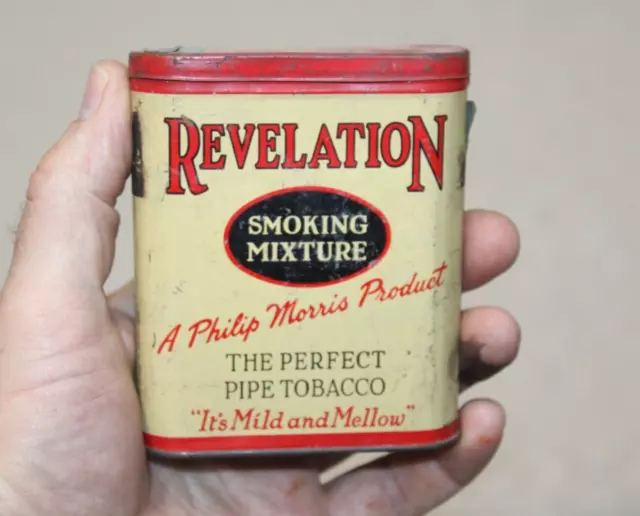 REVELATION
SMOKING
MIXTURE
A Philip Morris Product
THE PERFECT
PIPE TOBACCO
"It's Mild and Mellow"